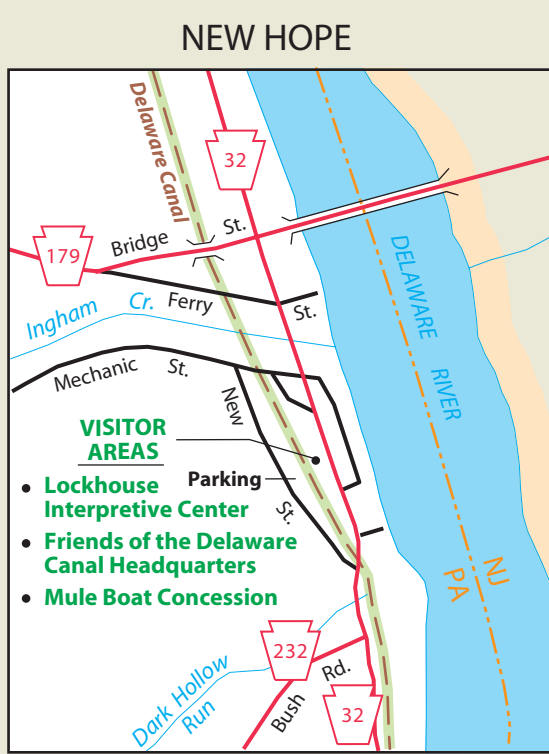 NEW HOPE
Delaware Canal
32
179
Bridge St.
Ferry St.
Ingham Cr.
DELAWARE RIVER
Mechanic St.
New St.
VISITOR
AREAS
Parking
• Lockhouse
Interpretive Center
• Friends of the Delaware
Canal Headquarters
• Mule Boat Concession
NJ
PA
232
Dark Hollow
Run
Bush Rd.
32